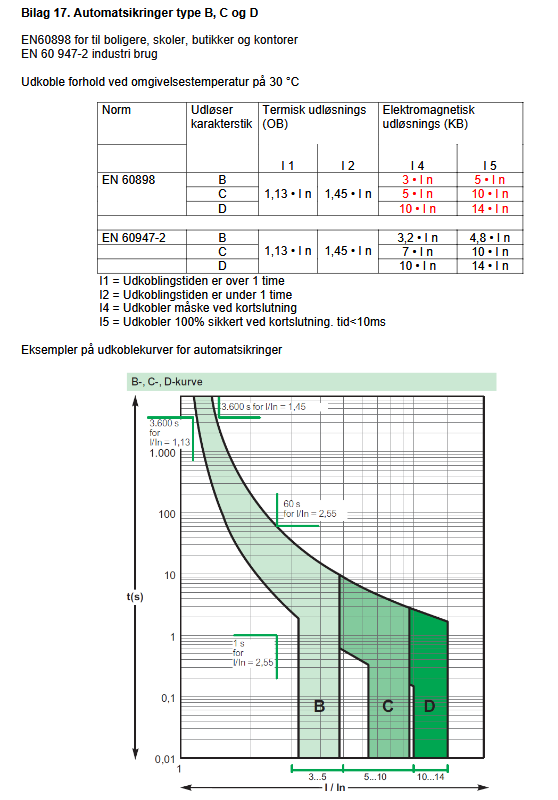 Bilag 17. Automatsikringer type B, C og D
EN60898 for til boligere, skoler, butikker og kontorer
EN 60 947-2 industri brug
Udkoble forhold ved omgivelsestemperatur på 30 °C
Norm Udløser karakterstik Termisk udløsnings (OB) Elektromagnetisk udløsnings (KB)
I 1 I 2 I 4 I 5
EN 60898 B 3 • I n 5 • I n
C 1,13 • I n 1,45 • I n 5 • I n 10 • I n
D 10 • I n 14 • I n
EN 60947-2 B 3,2 • I n 4,8 • I n
C 1,13 • I n 1,45 • I n 7 • I n 10 • I n
D 10 • I n 14 • I n
I1 = Udkoblingstiden er over 1 time
I2 = Udkoblingstiden er under 1 time
I4 = Udkobler måske ved kortslutning
I5 = Udkobler 100% sikkert ved kortslutning. tid<10ms
Eksempler på udkoblekurver for automatsikringer
B-, C-, D-kurve
3.600 s for I/In = 1,45
3.600 s
for
I/In = 1,13
1.000
60 s
for I/In = 2,55
100
10
t(s)
1
1 s
for
I/In = 2,55
0,1
B C D
0,01
1
3...5 5...10 10...14
I / In